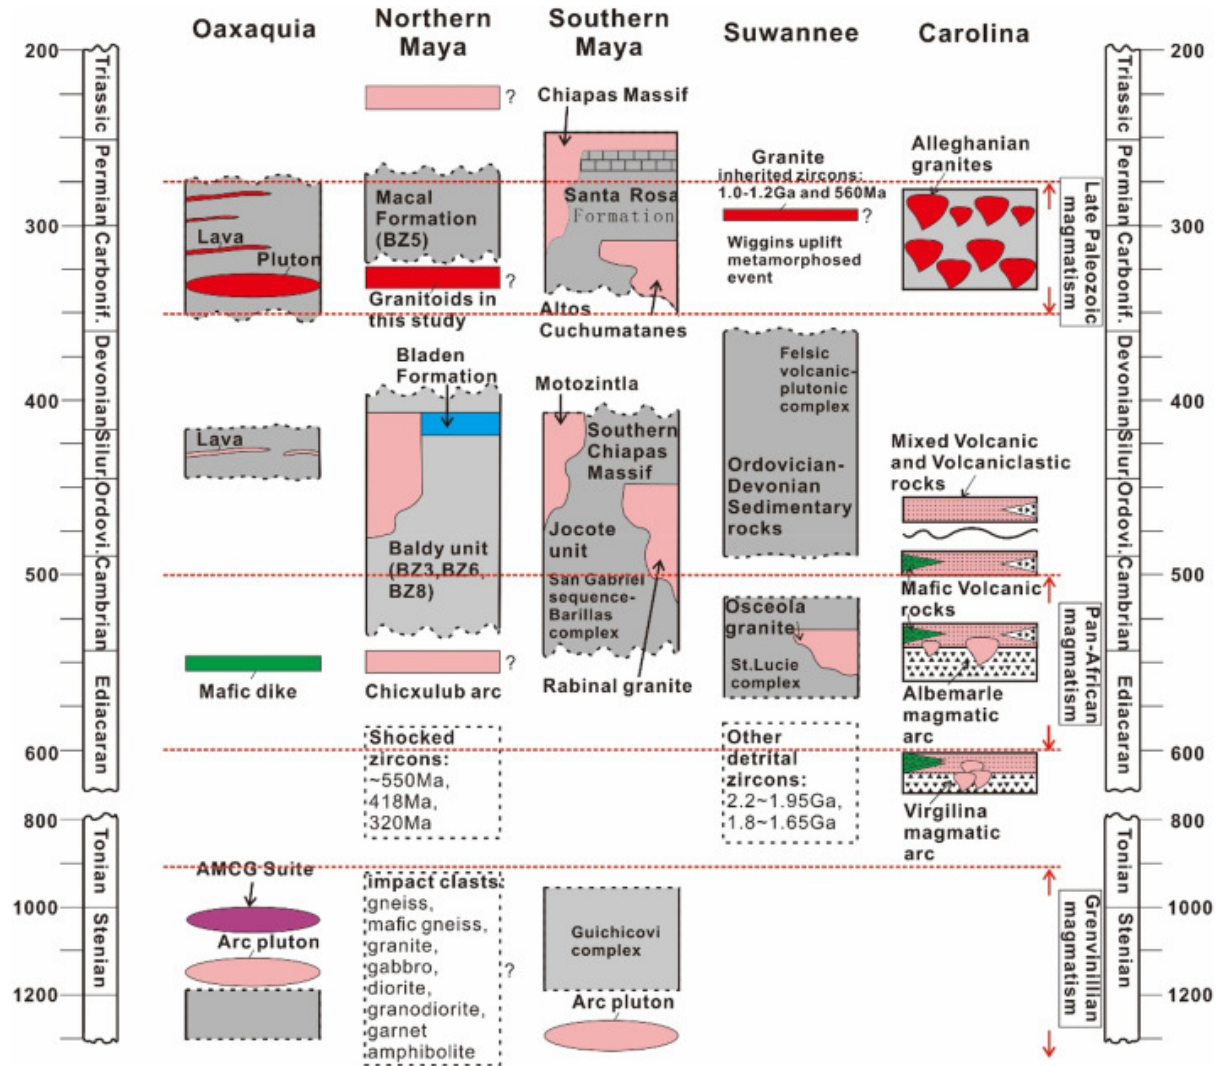 Oaxaquia
Northern
Maya
Southern
Maya
Suwannee
Carolina
200
300
400
500
600
800
1000
1200
Triassic
Permian
Carbonif.
Devonian
Silur.
Ordovi.
Cambrian
Ediacaran
Tonian
Stenian
Lava
Pluton
Lava
Mafic dike
AMCG Suite
Arc pluton
?
Macal
Formation
(BZ5)
?
Granitoids in
this study
Bladen
Formation
Baldy unit
(BZ3,BZ6,
BZ8)
?
Chicxulub arc
Shocked
zircons:
~550Ma,
418Ma,
320Ma
impact clasts:
gneiss,
mafic gneiss,
granite,
gabbro,
diorite,
granodiorite,
garnet
amphibolite
?
Chiapas Massif
Santa Rosa
Formation
Altos
Cuchumatanes
Motozintla
Southern
Chiapas
Massif
Jocote
unit
San Gabriel
sequence-
Barillas
complex
Rabinal granite
Guichicovi
complex
Arc pluton
Granite
inherited zircons:
1.0-1.2Ga and 560Ma
?
Wiggins uplift
metamorphosed
event
Felsic
volcanic-
plutonic
complex
Ordovician-
Devonian
Sedimentary
rocks
Osceola
granite
St.Lucie
complex
Other
detrital
zircons:
2.2~1.95Ga,
1.8~1.65Ga
Alleghanian
granites
Mixed Volcanic
and Volcaniclastic
rocks
Mafic Volcanic
rocks
Albemarle
magmatic
arc
Virgilina
magmatic
arc
Late Paleozoic
magmatism
Pan-African
magmatism
Grenvinillian
magmatism
Triassic
Permian
Carbonif.
Devonian
Silur.
Ordovi.
Cambrian
Ediacaran
Tonian
Stenian
200
300
400
500
600
800
1000
1200